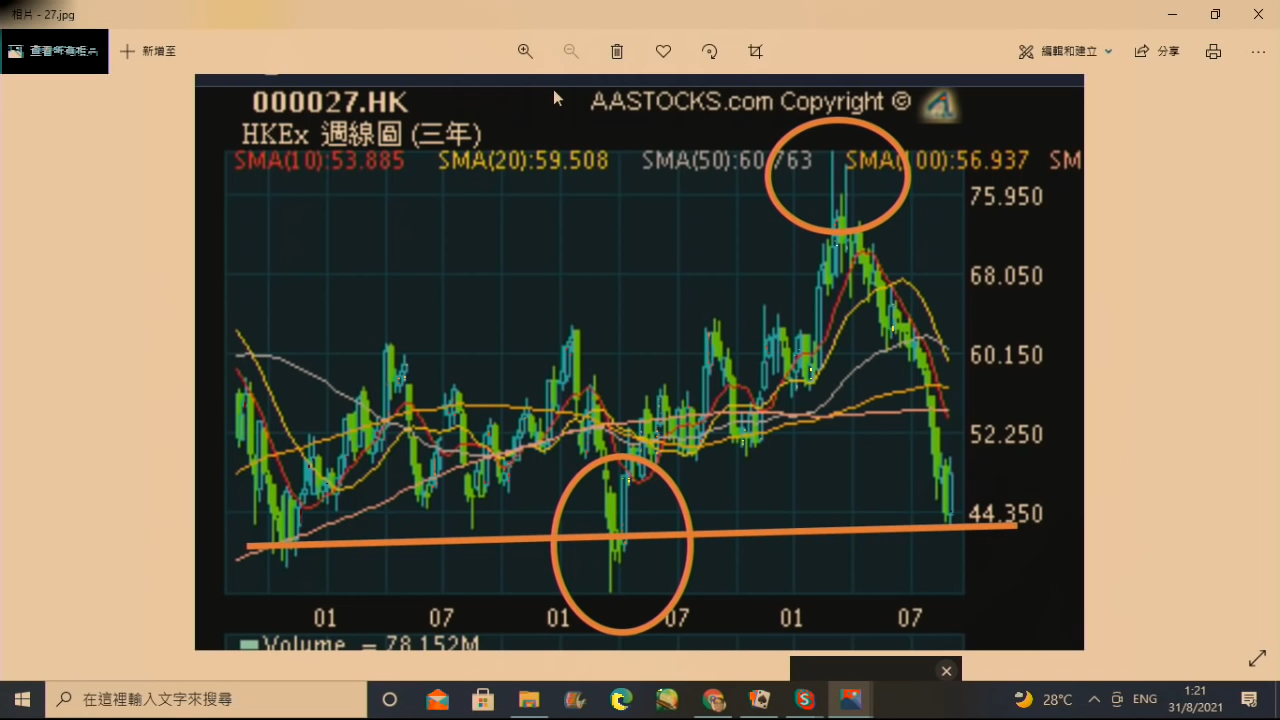 相片 - 27.jpg
查看所有相片
新增至
編輯和建立
分享
000027.HK
AASTOCKS.com Copyright ©
HKEx 週線圖 (三年)
SMA(10):53.885 SMA(20):59.508 SMA(50):60.763 SMA(100):56.937 SM
75.950
68.050
60.150
52.250
44.350
01 07 01 07 01 07
Volume = 78.152M
在這裡輸入文字來搜尋
28°C
ENG
1:21
31/8/2021